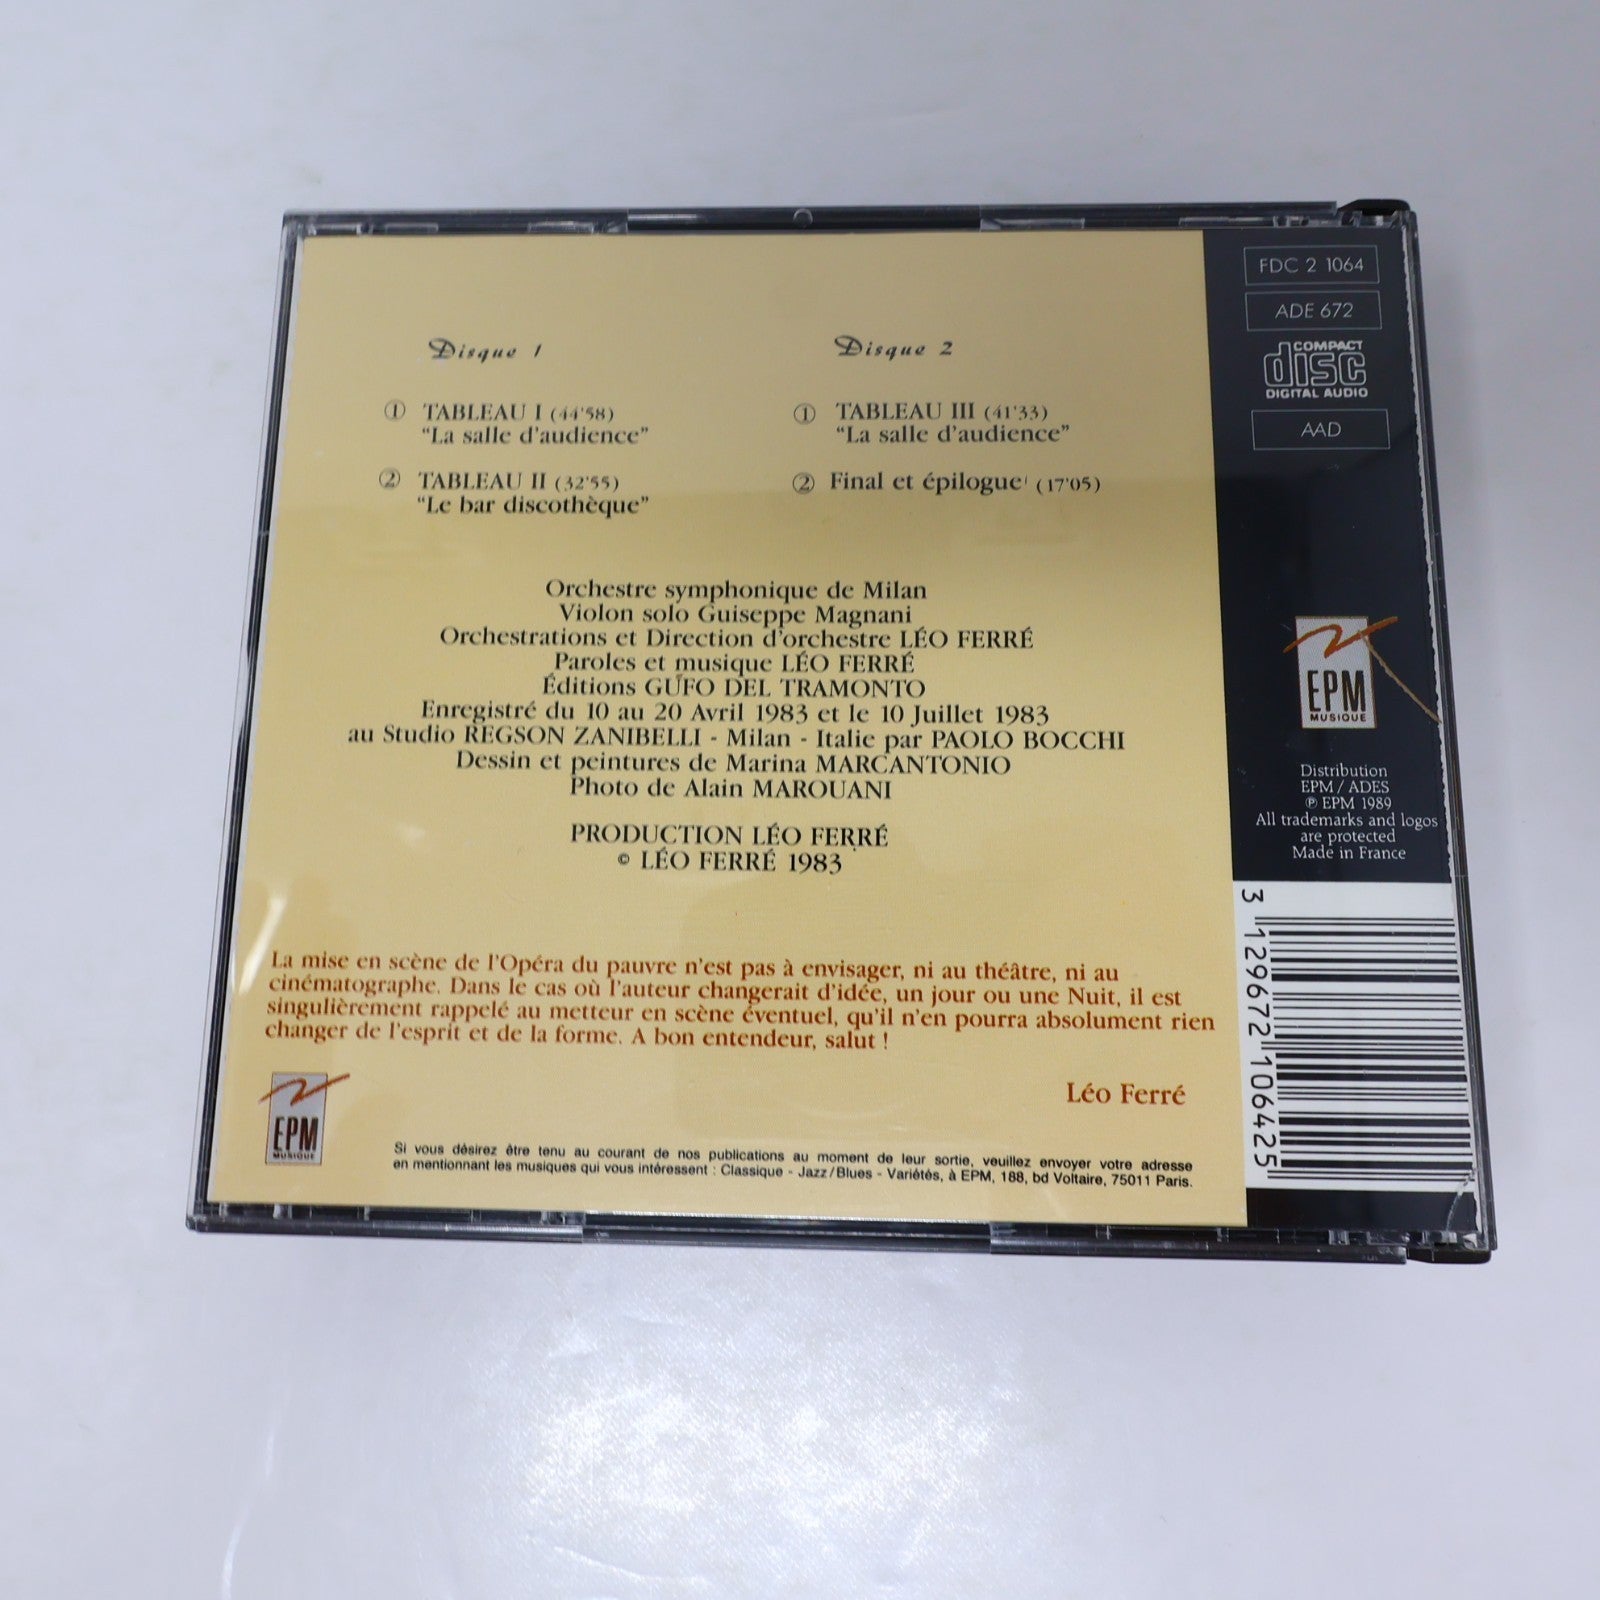 Disque 1
① TABLEAU I (44'58)
"La salle d'audience"
② TABLEAU II (32'55)
"Le bar discothèque"
Disque 2
① TABLEAU III (41'33)
"La salle d'audience"
② Final et épilogue (17'05)
Orchestre symphonique de Milan
Violon solo Guiseppe Magnani
Orchestrations et Direction d'orchestre LÉO FERRÉ
Paroles et musique LÉO FERRÉ
Éditions GUFO DEL TRAMONTO
Enregistré du 10 au 20 Avril 1983 et le 10 Juillet 1983
au Studio REGSON ZANIBELLI - Milan - Italie par PAOLO BOCCHI
Dessin et peintures de Marina MARCANTONIO
Photo de Alain MAROUANI
PRODUCTION LÉO FERRÉ
© LÉO FERRÉ 1983
La mise en scène de l'Opéra du pauvre n'est pas à envisager, ni au théâtre, ni au
cinématographe. Dans le cas où l'auteur changerait d'idée, un jour ou une Nuit, il est
singulièrement rappelé au metteur en scène éventuel, qu'il n'en pourra absolument rien
changer de l'esprit et de la forme. A bon entendeur, salut !
Léo Ferré
EPM
MUSIQUE
Si vous désirez être tenu au courant de nos publications au moment de leur sortie, veuillez envoyer votre adresse
en mentionnant les musiques qui vous intéressent : Classique - Jazz/Blues - Variétés, à EPM, 188, bd Voltaire, 75011 Paris.
FDC 2 1064
ADE 672
COMPACT
disc
DIGITAL AUDIO
AAD
EPM
MUSIQUE
Distribution
EPM / ADES
℗ EPM 1989
All trademarks and logos
are protected
Made in France
3 129672 106425